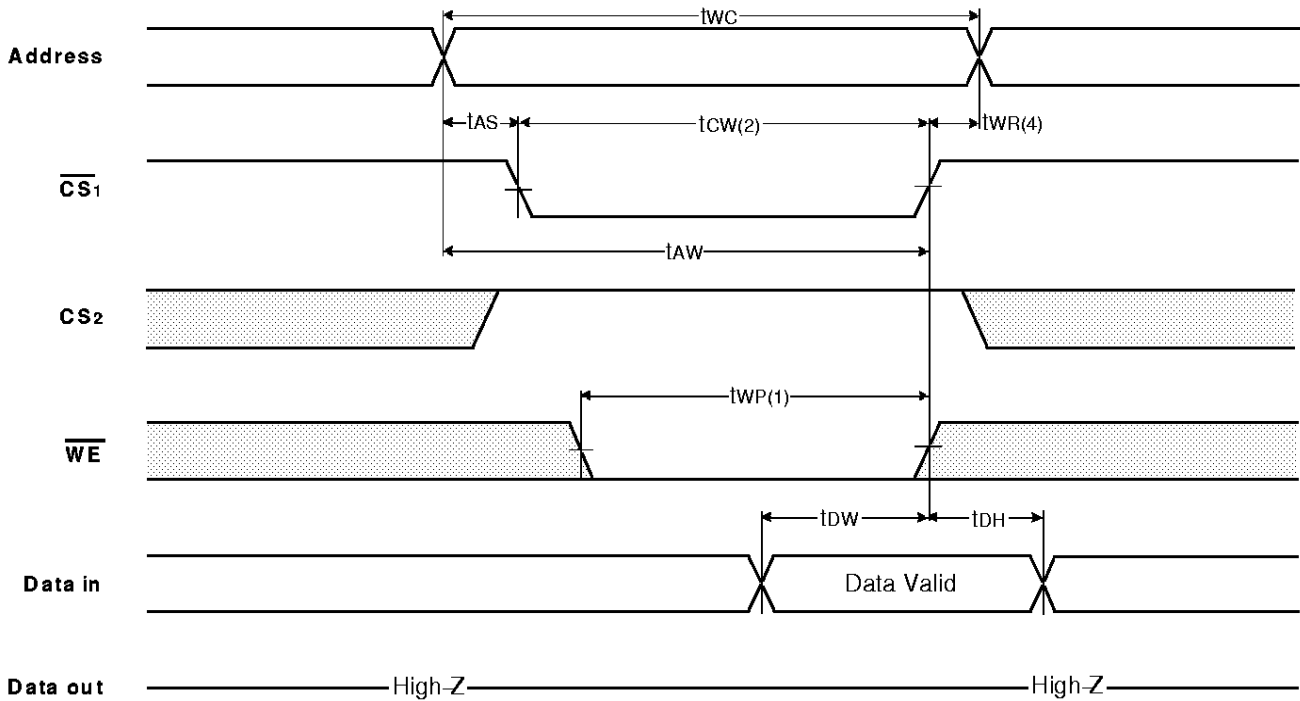 tWC
Address
tAS tCW(2) tWR(4)
CS1
tAW
CS2
tWP(1)
WE
tDW tDH
Data in Data Valid
Data out High-Z High-Z